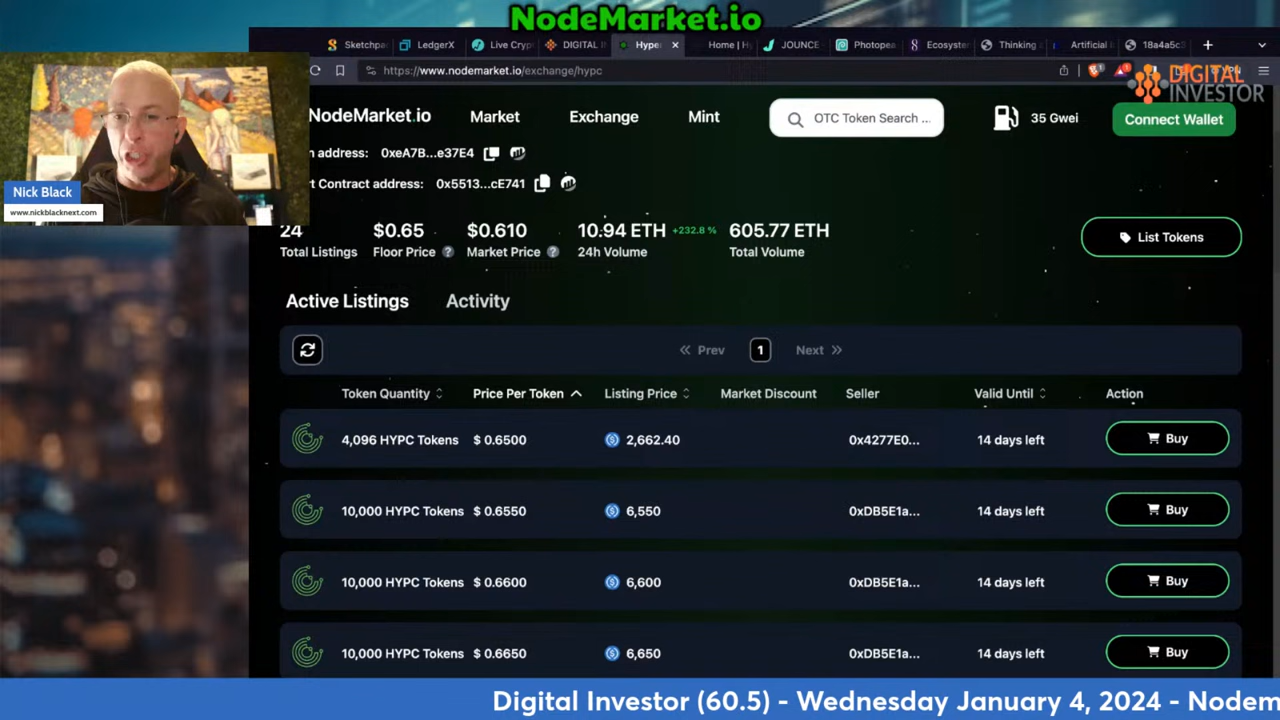 NodeMarket.io
Sketchpa LedgerX Live Cryp DIGITAL I Hype Home | H JOUNCE Photopea Ecosyste Thinking Artificial 18a4a5c3
https://www.nodemarket.io/exchange/hypc VPN
DIGITAL
INVESTOR
NodeMarket.io Market Exchange Mint OTC Token Search ... 35 Gwei Connect Wallet
n address: 0xeA7B...e37E4
rt Contract address: 0x5513...cE741
Nick Black
www.nickblacknext.com
24 $0.65 $0.610 10.94 ETH +232.8 % 605.77 ETH
Total Listings Floor Price ? Market Price ? 24h Volume Total Volume
List Tokens
Active Listings Activity
Prev 1 Next
Token Quantity Price Per Token Listing Price Market Discount Seller Valid Until Action
4,096 HYPC Tokens $ 0.6500 2,662.40 0x4277E0... 14 days left Buy
10,000 HYPC Tokens $ 0.6550 6,550 0xDB5E1a... 14 days left Buy
10,000 HYPC Tokens $ 0.6600 6,600 0xDB5E1a... 14 days left Buy
10,000 HYPC Tokens $ 0.6650 6,650 0xDB5E1a... 14 days left Buy
Digital Investor (60.5) - Wednesday January 4, 2024 - Nodem